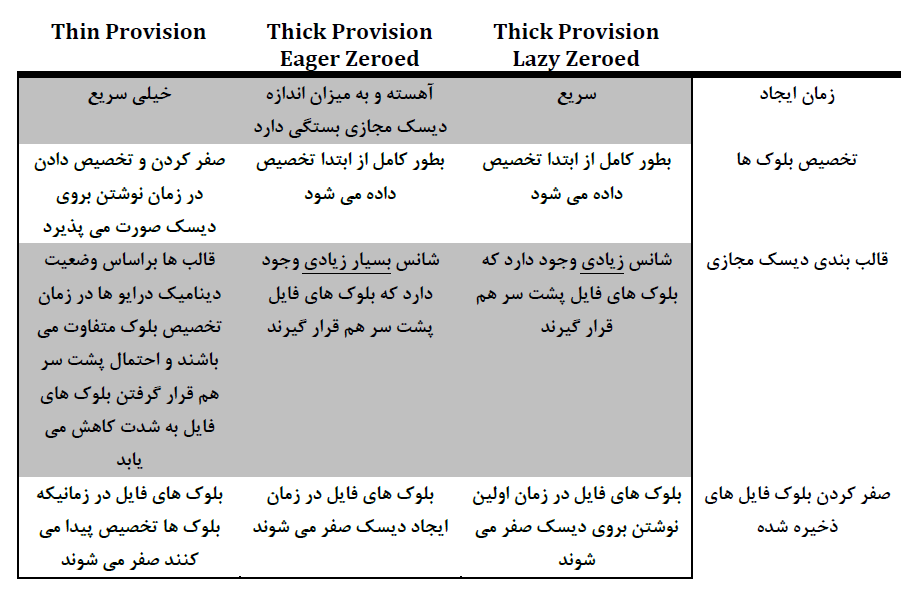 Thick Provision
Lazy Zeroed
Thick Provision
Eager Zeroed
Thin Provision
زمان ایجاد
سریع
آهسته و به میزان اندازه
دیسک مجازی بستگی دارد
خیلی سریع
تخصیص بلوک ها
بطور کامل از ابتدا تخصیص
داده می شود
بطور کامل از ابتدا تخصیص
داده می شود
صفر کردن و تخصیص دادن
در زمان نوشتن بروی
دیسک صورت می پذیرد
قالب بندی دیسک مجازی
شانس زیادی وجود دارد که
بلوک های فایل پشت سر هم
قرار گیرند
شانس بسیار زیادی وجود
دارد که بلوک های فایل
پشت سر هم قرار گیرند
قالب ها براساس وضعیت
دینامیک درایو ها در زمان
تخصیص بلوک متفاوت می
باشند و احتمال پشت سر
هم قرار گرفتن بلوک های
فایل به شدت کاهش می
یابد
صفر کردن بلوک فایل های
ذخیره شده
بلوک های فایل در زمان اولین
نوشتن بروی دیسک صفر می
شوند
بلوک های فایل در زمان
ایجاد دیسک صفر می شوند
بلوک های فایل در زمانیکه
بلوک ها تخصیص پیدا می
کنند صفر می شوند